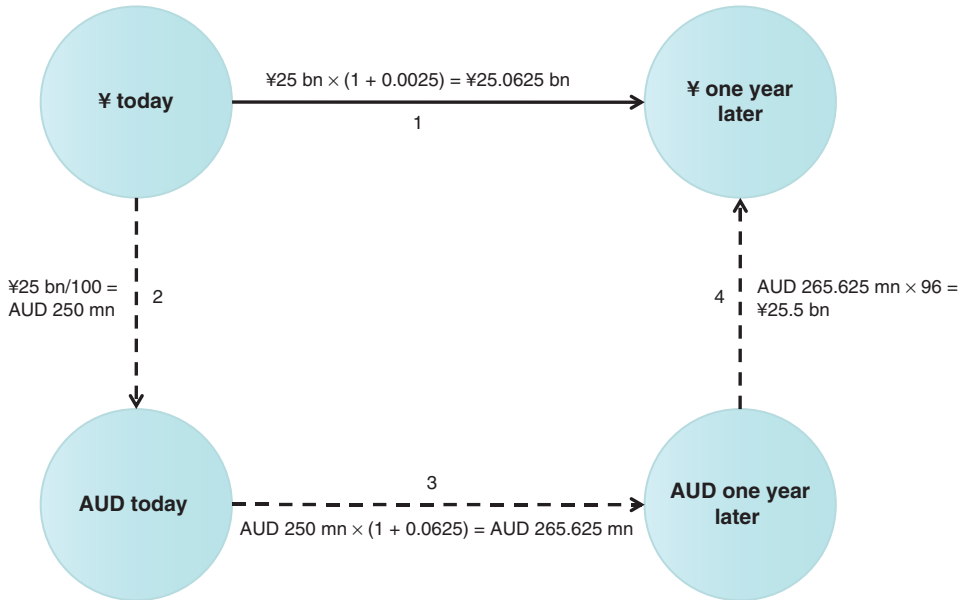 ¥ today
¥25 bn × (1 + 0.0025) = ¥25.0625 bn
1
¥ one year
later
¥25 bn/100 =
AUD 250 mn
2
4
AUD 265.625 mn × 96 =
¥25.5 bn
AUD today
3
AUD 250 mn × (1 + 0.0625) = AUD 265.625 mn
AUD one year
later